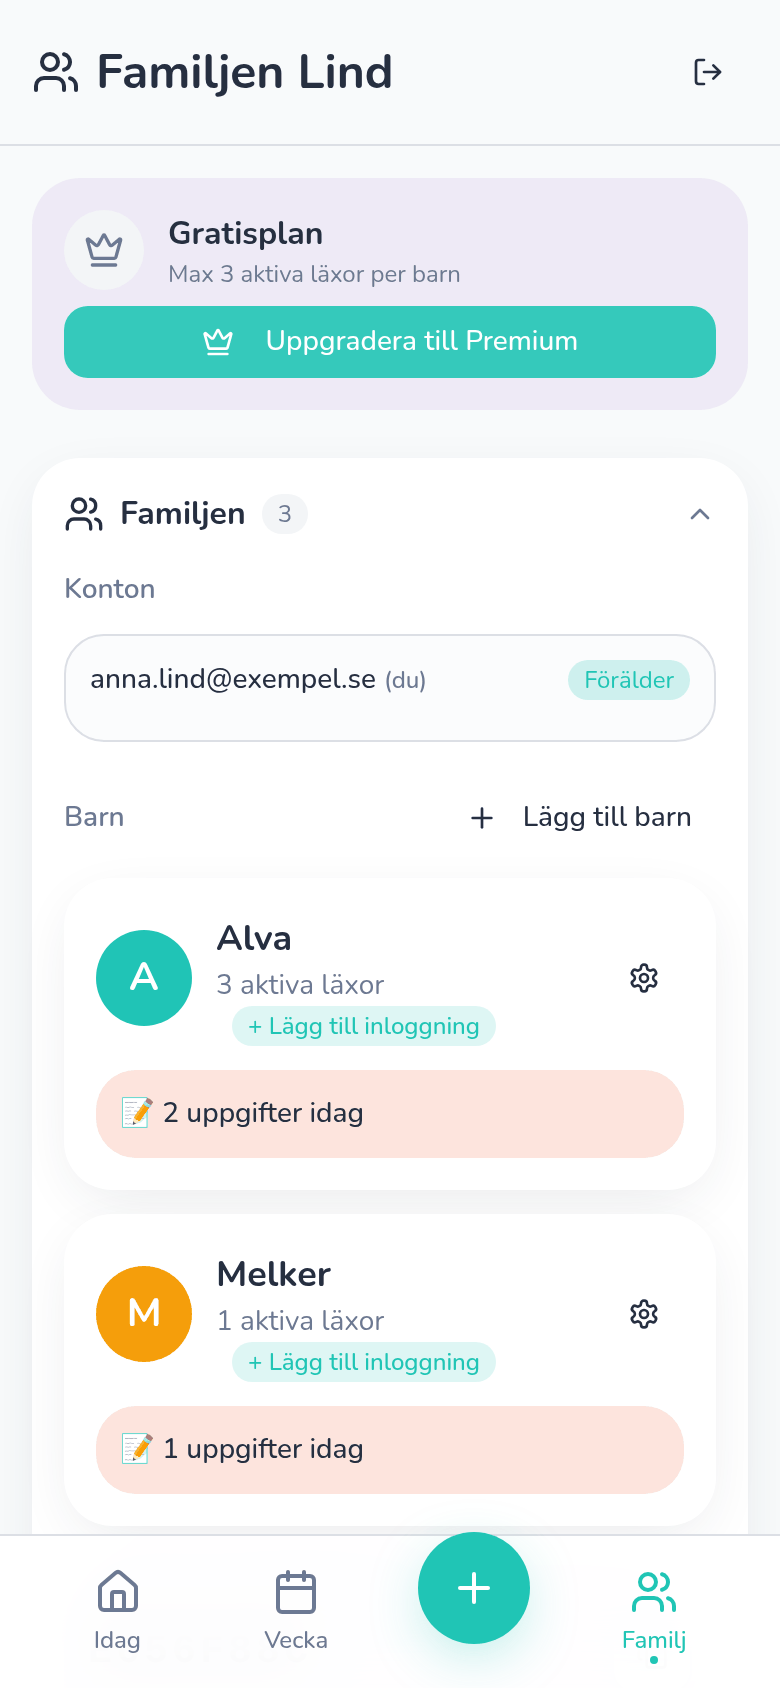 Familjen Lind
Gratisplan
Max 3 aktiva läxor per barn
Uppgradera till Premium
Familjen 3
Konton
anna.lind@exempel.se (du) Förälder
Barn + Lägg till barn
A
Alva
3 aktiva läxor
+ Lägg till inloggning
📝 2 uppgifter idag
M
Melker
1 aktiva läxor
+ Lägg till inloggning
📝 1 uppgifter idag
Idag Vecka + Familj